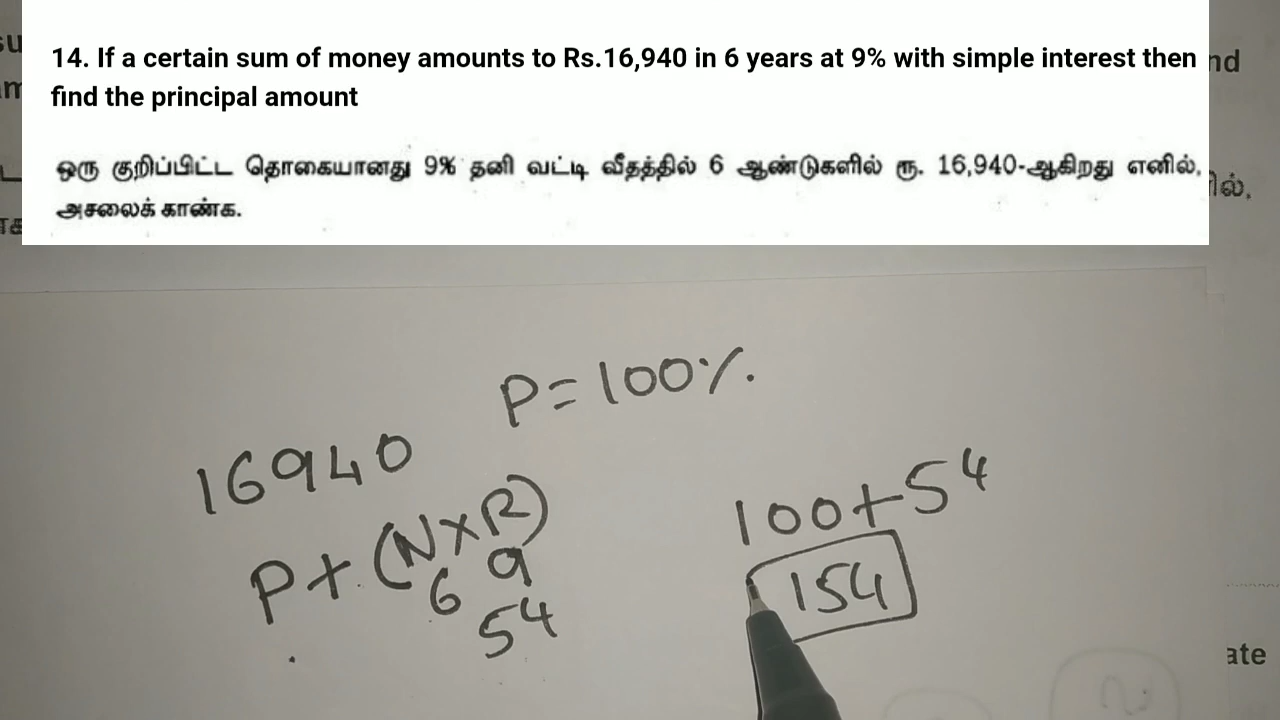 14. If a certain sum of money amounts to Rs.16,940 in 6 years at 9% with simple interest then
find the principal amount
ஒரு குறிப்பிட்ட தொகையானது 9% தனி வட்டி வீதத்தில் 6 ஆண்டுகளில் ரூ. 16,940-ஆகிறது எனில்,
அசலைக் காண்க.
nd
ில்,
P=100%.
16940
P+(N×R)
6 9
54
100+54
154
ate